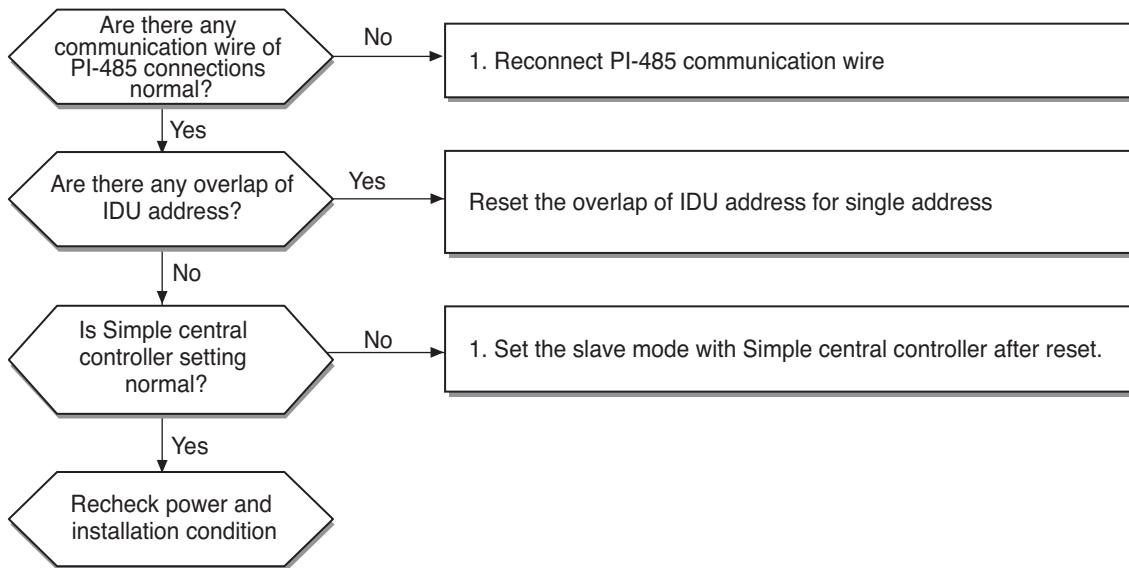 Are there any
communication wire of
PI-485 connections
normal?
No
1. Reconnect PI-485 communication wire
Yes
Are there any overlap of
IDU address?
Yes
Reset the overlap of IDU address for single address
No
Is Simple central
controller setting
normal?
No
1. Set the slave mode with Simple central controller after reset.
Yes
Recheck power and
installation condition